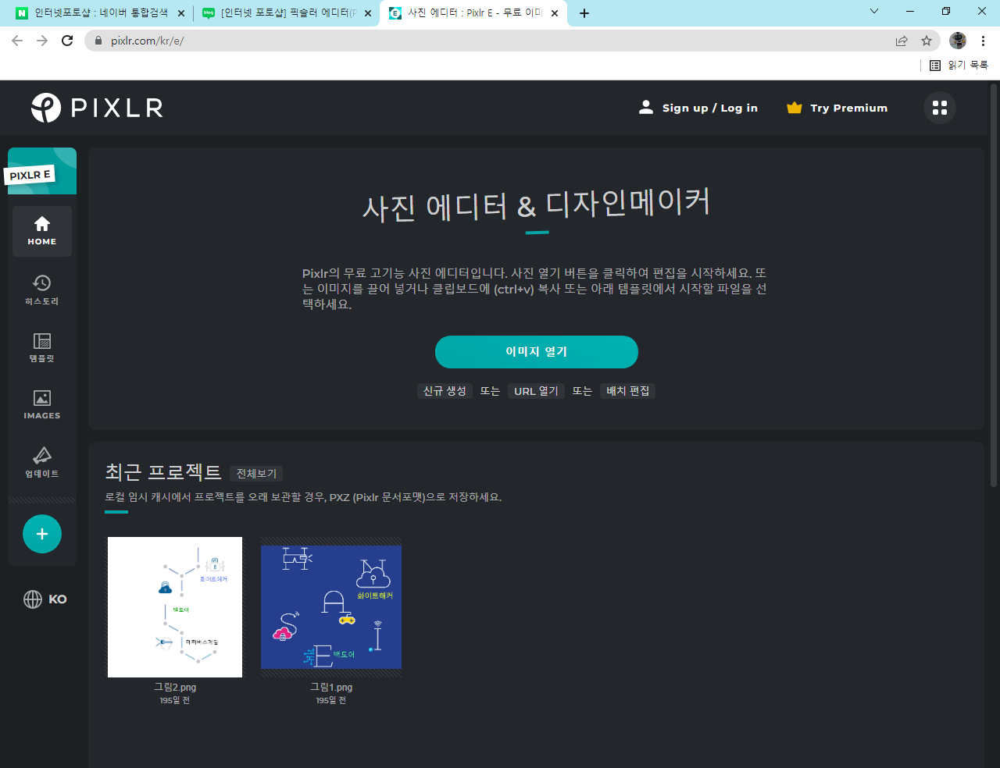 인터넷포토샵 : 네이버 통합검색
[인터넷 포토샵] 픽슬러 에디터(P
사진 에디터 : Pixlr E - 무료 이미
pixlr.com/kr/e/
읽기 목록
PIXLR
Sign up / Log in
Try Premium
PIXLR E
HOME
히스토리
템플릿
IMAGES
업데이트
KO
사진 에디터 & 디자인메이커
Pixlr의 무료 고기능 사진 에디터입니다. 사진 열기 버튼을 클릭하여 편집을 시작하세요. 또
는 이미지를 끌어 넣거나 클립보드에 (ctrl+v) 복사 또는 아래 템플릿에서 시작할 파일을 선
택하세요.
이미지 열기
신규 생성 또는 URL 열기 또는 배치 편집
최근 프로젝트 전체보기
로컬 임시 캐시에서 프로젝트를 오래 보관할 경우, PXZ (Pixlr 문서포맷)으로 저장하세요.
화이트해커
백도어
메타버스게임
그림2.png
195일 전
화이트해커
백도어
그림1.png
195일 전